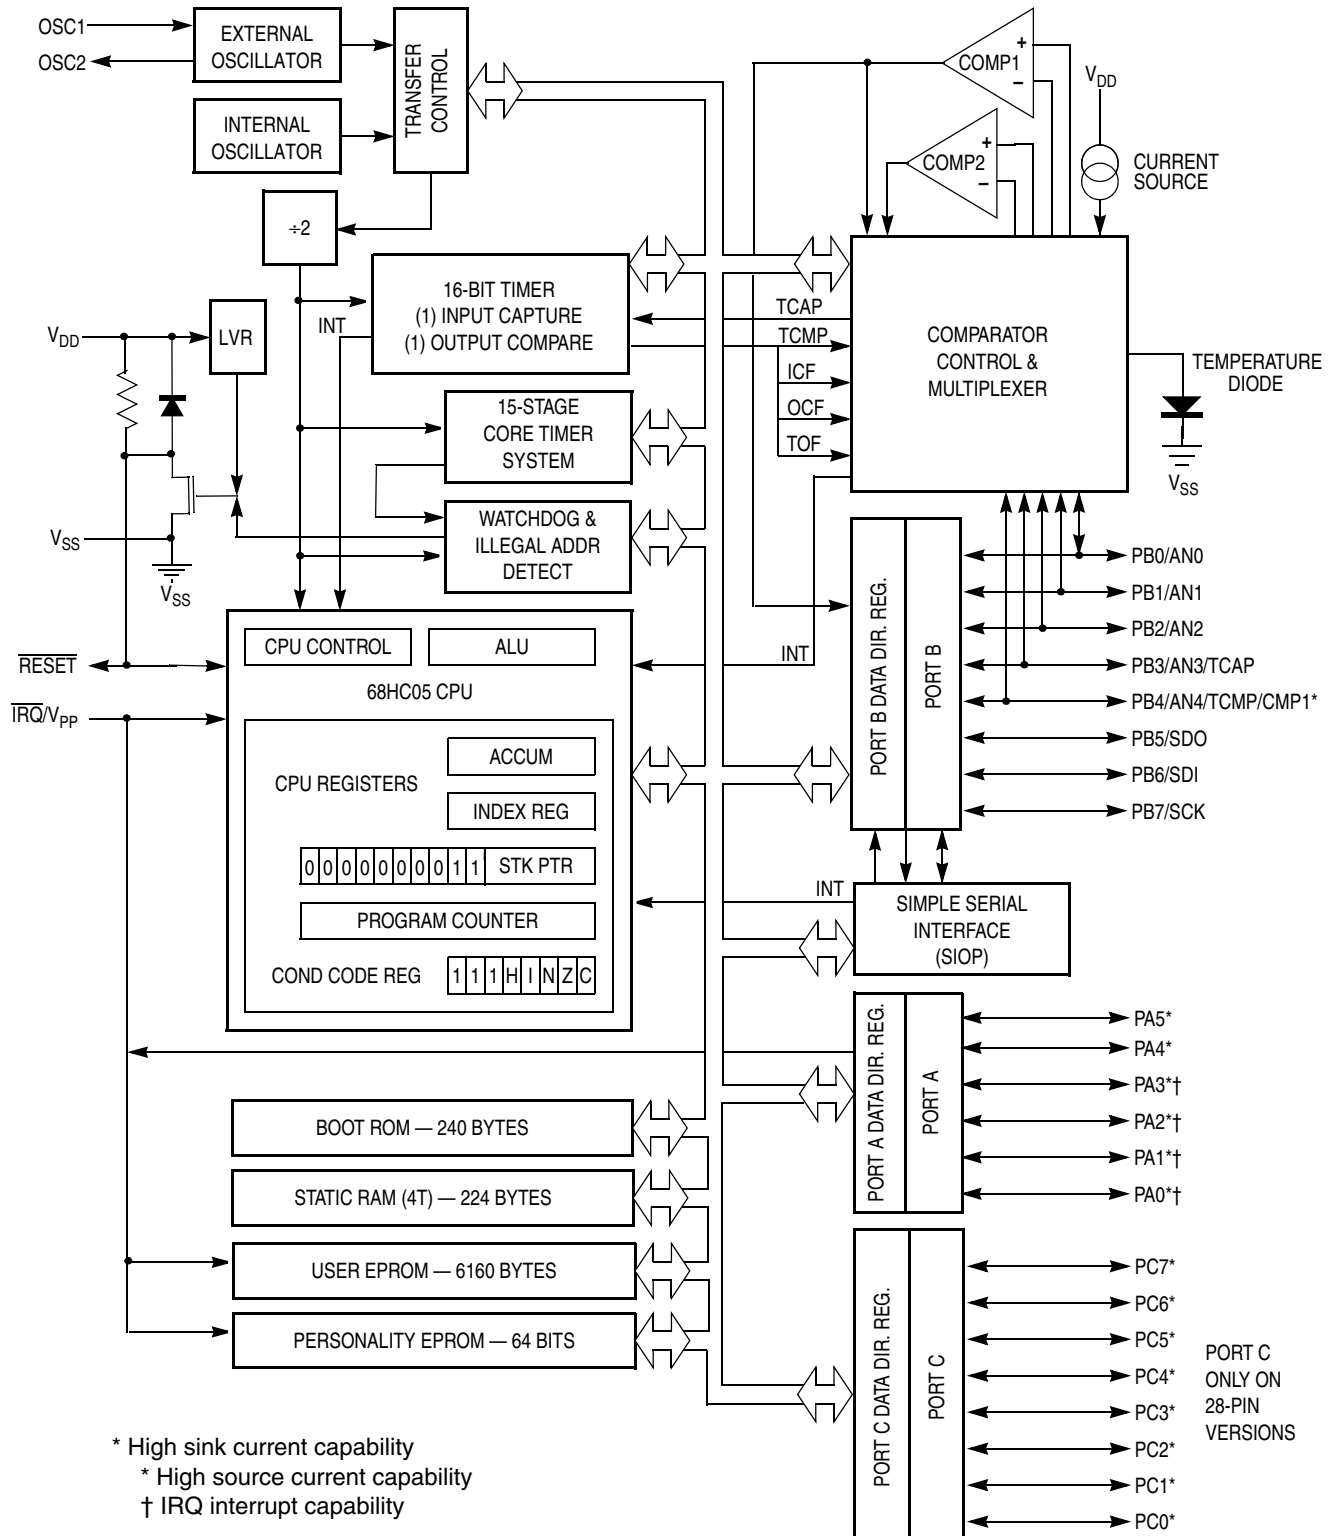 OSC1
OSC2
EXTERNAL
OSCILLATOR
INTERNAL
OSCILLATOR
TRANSFER
CONTROL
÷2
COMP1
+
−
COMP2
+
−
VDD
CURRENT
SOURCE
16-BIT TIMER
(1) INPUT CAPTURE
(1) OUTPUT COMPARE
INT
TCAP
TCMP
ICF
OCF
TOF
COMPARATOR
CONTROL &
MULTIPLEXER
TEMPERATURE
DIODE
VSS
VDD
LVR
15-STAGE
CORE TIMER
SYSTEM
WATCHDOG &
ILLEGAL ADDR
DETECT
VSS
VSS
RESET
IRQ/VPP
CPU CONTROL
ALU
68HC05 CPU
CPU REGISTERS
ACCUM
INDEX REG
0 0 0 0 0 0 0 0 1 1 STK PTR
PROGRAM COUNTER
COND CODE REG 1 1 1 H I N Z C
INT
PORT B DATA DIR. REG.
PORT B
PB0/AN0
PB1/AN1
PB2/AN2
PB3/AN3/TCAP
PB4/AN4/TCMP/CMP1*
PB5/SDO
PB6/SDI
PB7/SCK
INT
SIMPLE SERIAL
INTERFACE
(SIOP)
PORT A DATA DIR. REG.
PORT A
PA5*
PA4*
PA3*†
PA2*†
PA1*†
PA0*†
BOOT ROM — 240 BYTES
STATIC RAM (4T) — 224 BYTES
USER EPROM — 6160 BYTES
PERSONALITY EPROM — 64 BITS
PORT C DATA DIR. REG.
PORT C
PC7*
PC6*
PC5*
PC4*
PC3*
PC2*
PC1*
PC0*
PORT C
ONLY ON
28-PIN
VERSIONS
* High sink current capability
* High source current capability
† IRQ interrupt capability